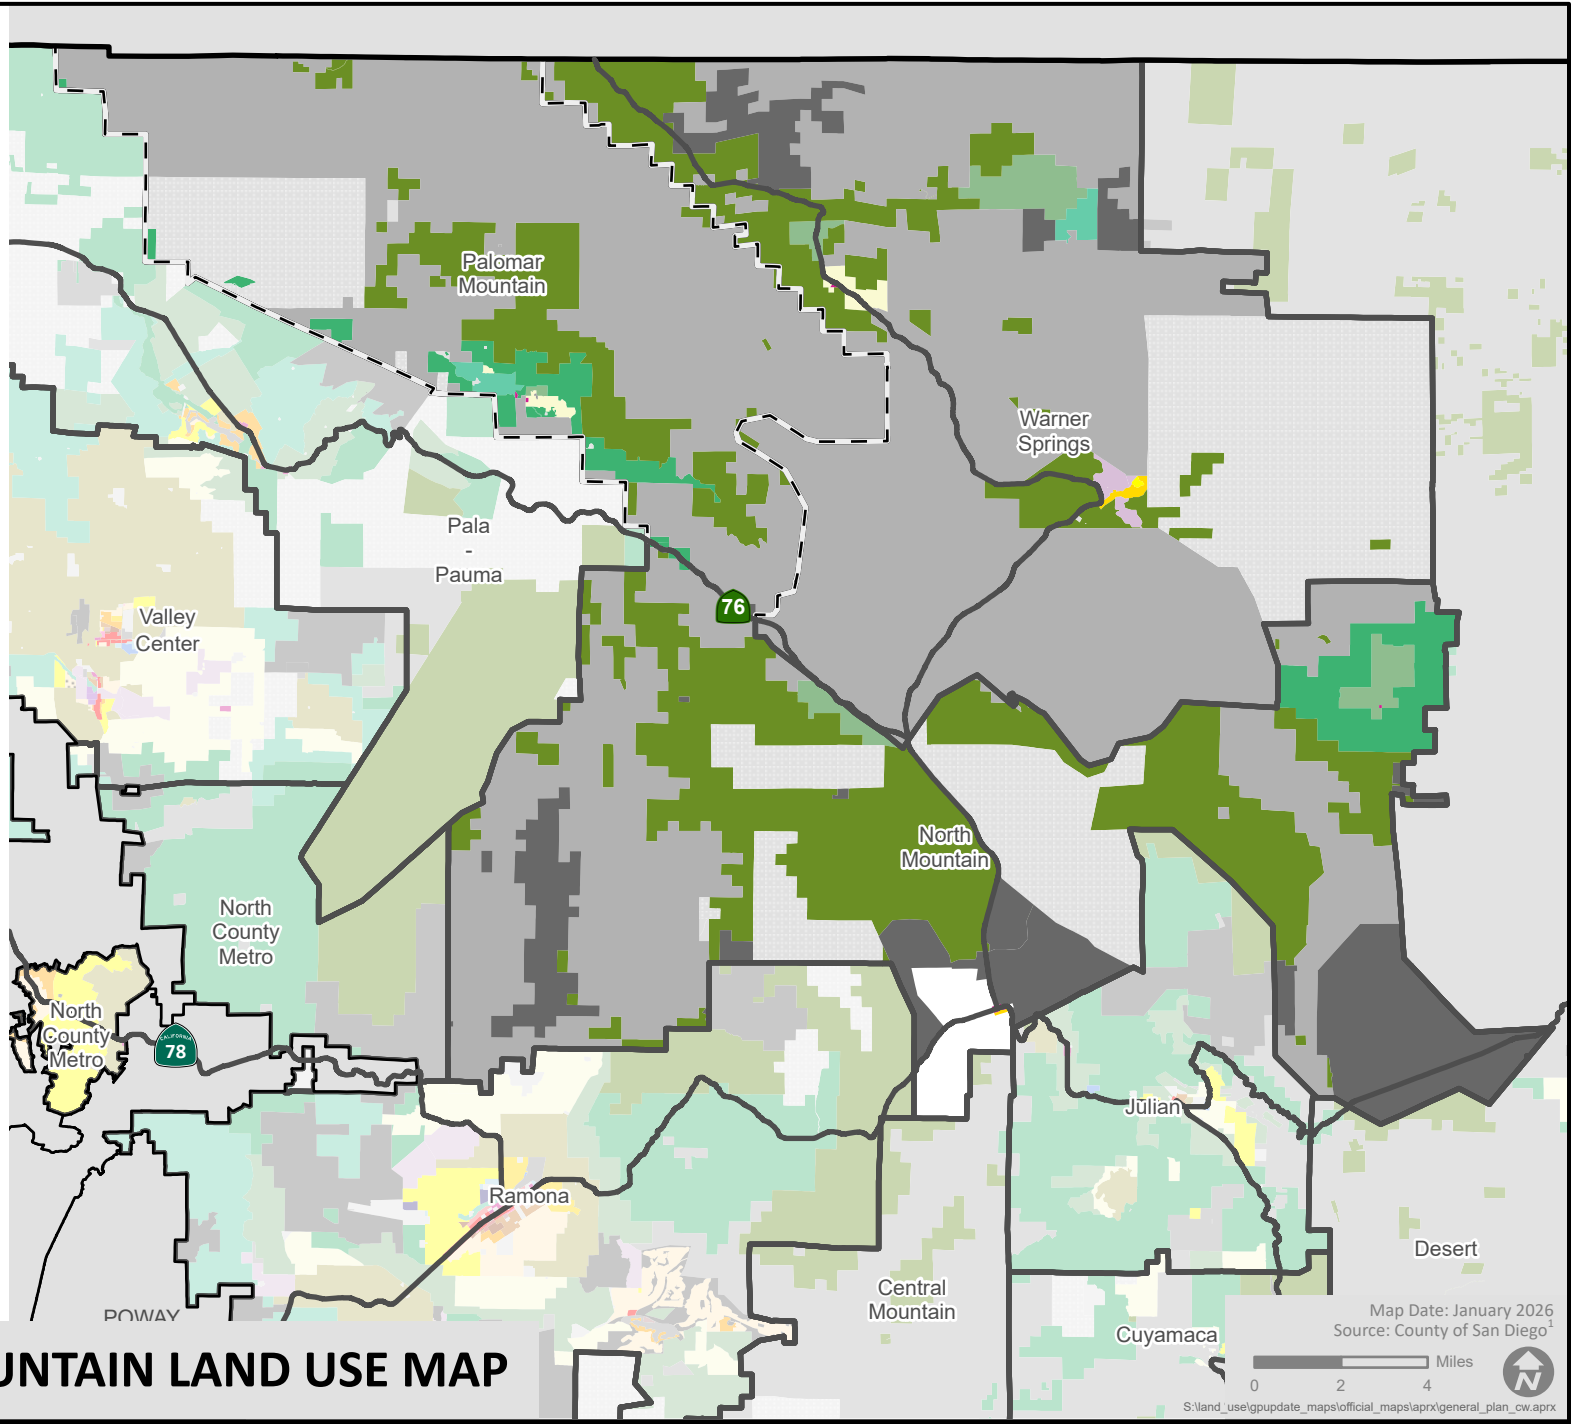 Palomar
Mountain
Warner
Springs
Pala
-
Pauma
76
Valley
Center
North
Mountain
North
County
Metro
North
County
Metro
CALIFORNIA
78
Julian
Ramona
Desert
Central
Mountain
POWAY
Cuyamaca
Map Date: January 2026
Source: County of San Diego1
Miles
0 2 4
N
S:\land_use\gpupdate_maps\official_maps\aprx\general_plan_cw.aprx
UNTAIN LAND USE MAP